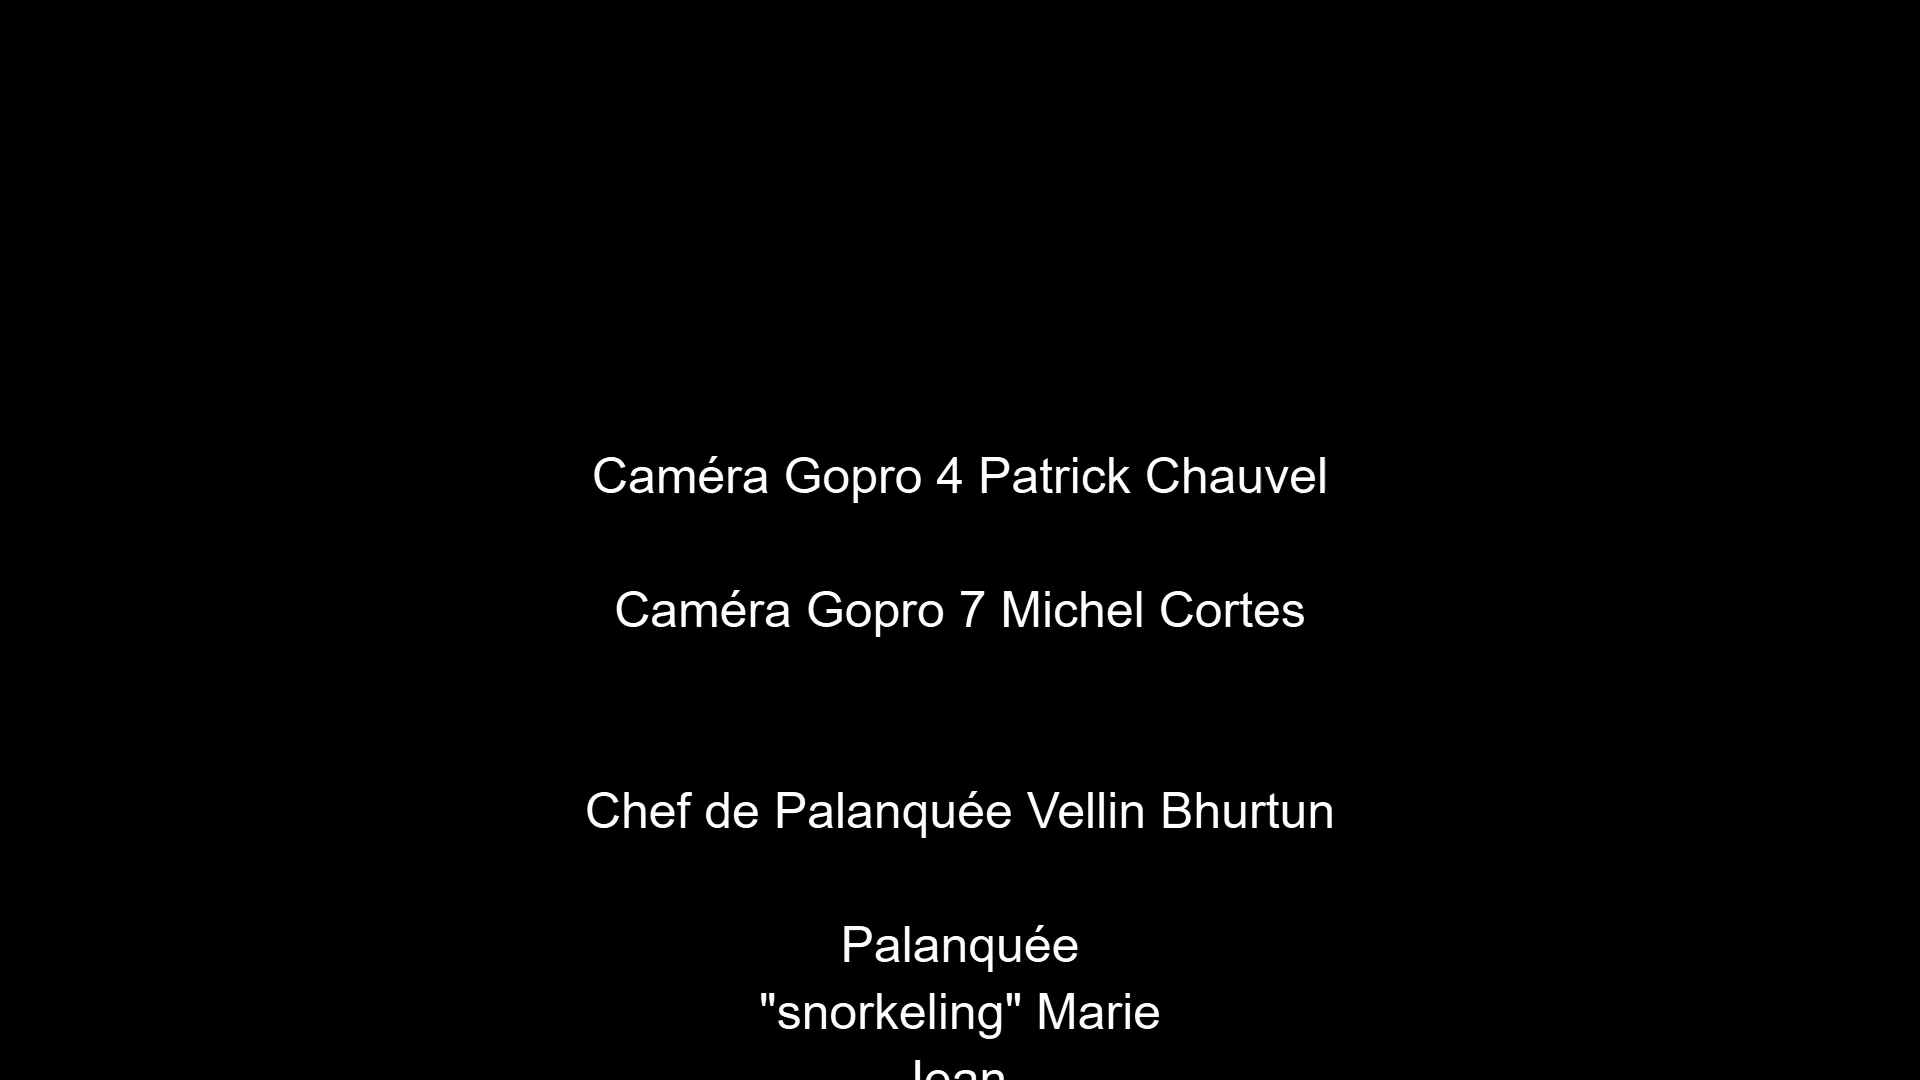 Caméra Gopro 4 Patrick Chauvel
Caméra Gopro 7 Michel Cortes
Chef de Palanquée Vellin Bhurtun
Palanquée
"snorkeling" Marie